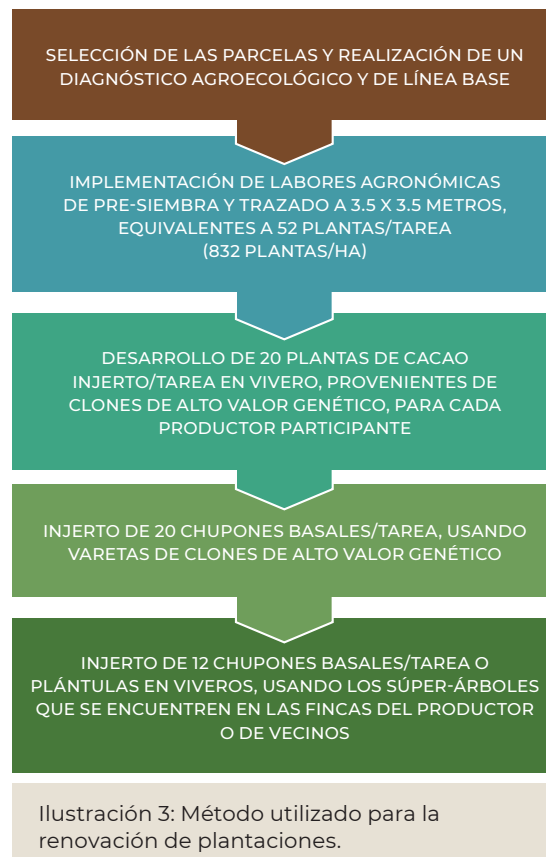 SELECCIÓN DE LAS PARCELAS Y REALIZACIÓN DE UN
DIAGNÓSTICO AGROECOLÓGICO Y DE LÍNEA BASE
IMPLEMENTACIÓN DE LABORES AGRONÓMICAS
DE PRE-SIEMBRA Y TRAZADO A 3.5 X 3.5 METROS,
EQUIVALENTES A 52 PLANTAS/TAREA
(832 PLANTAS/HA)
DESARROLLO DE 20 PLANTAS DE CACAO
INJERTO/TAREA EN VIVERO, PROVENIENTES DE
CLONES DE ALTO VALOR GENÉTICO, PARA CADA
PRODUCTOR PARTICIPANTE
INJERTO DE 20 CHUPONES BASALES/TAREA, USANDO
VARETAS DE CLONES DE ALTO VALOR GENÉTICO
INJERTO DE 12 CHUPONES BASALES/TAREA O
PLÁNTULAS EN VIVEROS, USANDO LOS SÚPER-ÁRBOLES
QUE SE ENCUENTREN EN LAS FINCAS DEL PRODUCTOR
O DE VECINOS
Ilustración 3: Método utilizado para la
renovación de plantaciones.